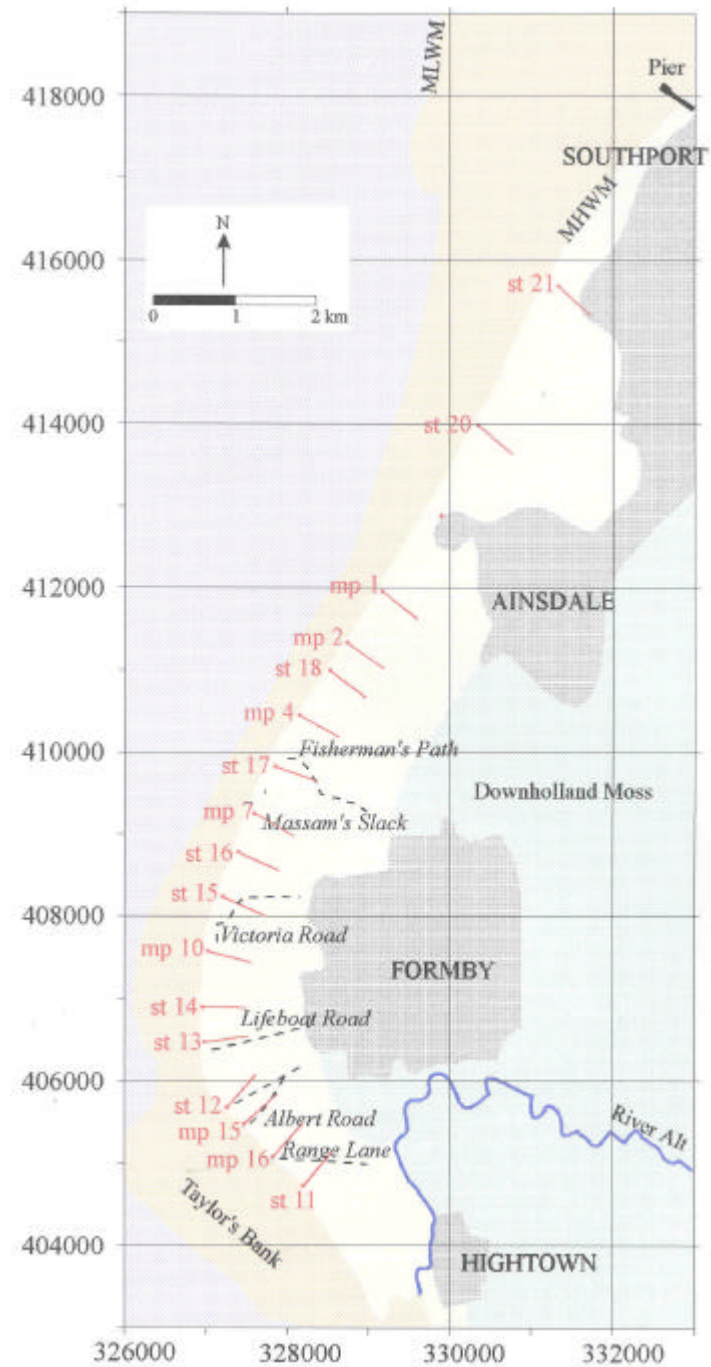 MLWM
418000
Pier
SOUTHPORT
MHWM
N
416000
st 21
0 1 2 km
414000
st 20
412000
mp 1
AINSDALE
mp 2
st 18
mp 4
410000
Fisherman's Path
st 17
Downholland Moss
mp 7
Massam's Slack
st 16
408000
st 15
Victoria Road
mp 10
FORMBY
st 14
Lifeboat Road
st 13
406000
st 12
River Alt
mp 15
Albert Road
mp 16
Range Lane
st 11
Taylor's Bank
404000
HIGHTOWN
326000 328000 330000 332000